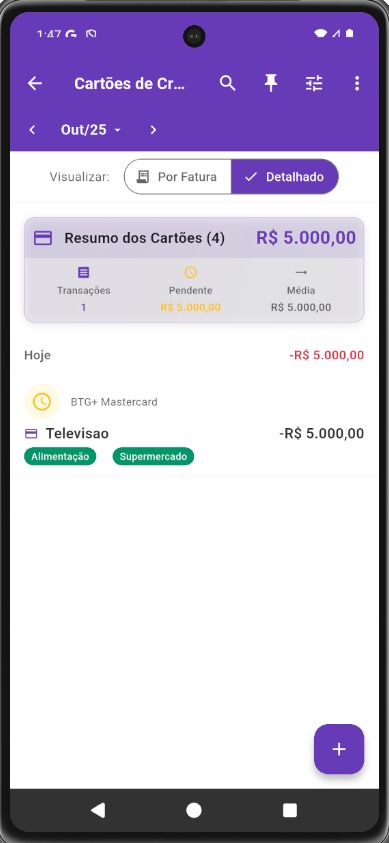 1:47
Cartões de Cr...
Out/25
Visualizar: Por Fatura Detalhado
Resumo dos Cartões (4) R$ 5.000,00
Transações Pendente Média
1 R$ 5.000,00 R$ 5.000,00
Hoje -R$ 5.000,00
BTG+ Mastercard
Televisao -R$ 5.000,00
Alimentação Supermercado